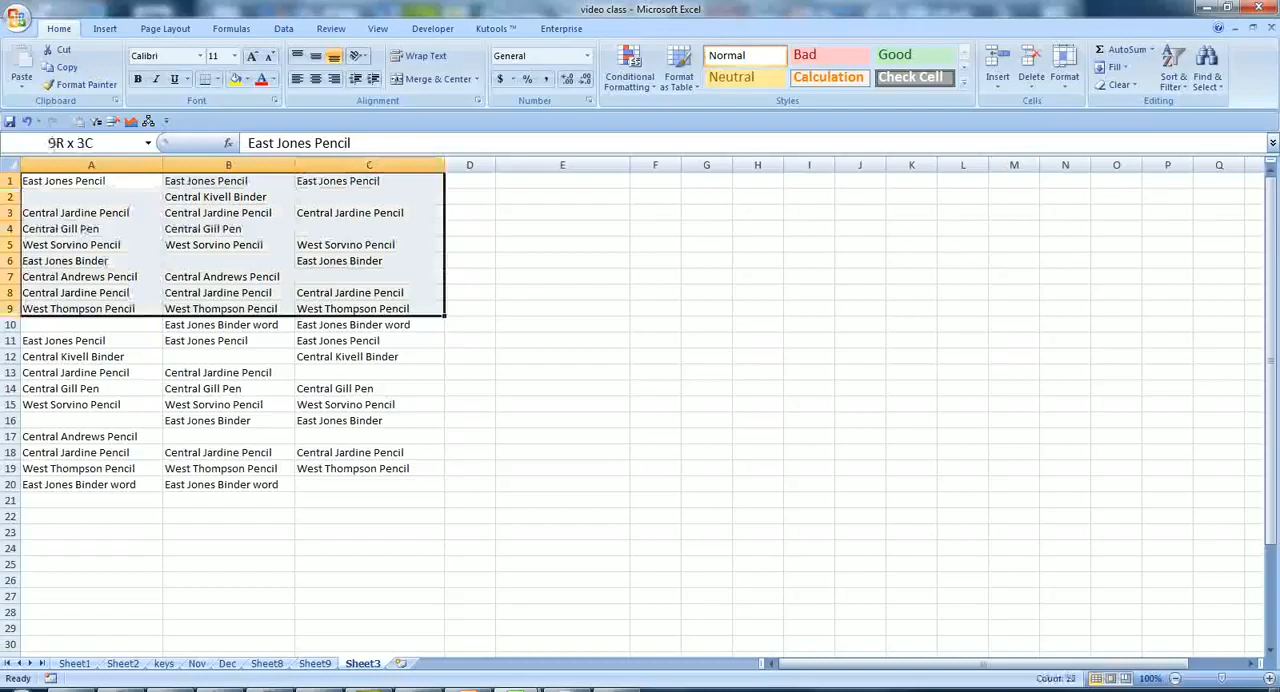 video class - Microsoft Excel
Home Insert Page Layout Formulas Data Review View Developer Kutools ™ Enterprise
Paste Cut Copy Format Painter Clipboard
Calibri 11 A A B I U A Font
Wrap Text Merge & Center Alignment
General $ % , .0 .00 Number
Conditional Formatting Format as Table Normal Bad Good Neutral Calculation Check Cell Styles
Insert Delete Format Cells
Σ AutoSum Fill Clear Sort & Filter Find & Select Editing
9R x 3C fx East Jones Pencil
A B C D E F G H I J K L M N O P Q
1 East Jones Pencil East Jones Pencil East Jones Pencil
2 Central Kivell Binder
3 Central Jardine Pencil Central Jardine Pencil Central Jardine Pencil
4 Central Gill Pen Central Gill Pen
5 West Sorvino Pencil West Sorvino Pencil West Sorvino Pencil
6 East Jones Binder East Jones Binder
7 Central Andrews Pencil Central Andrews Pencil
8 Central Jardine Pencil Central Jardine Pencil Central Jardine Pencil
9 West Thompson Pencil West Thompson Pencil West Thompson Pencil
10 East Jones Binder word East Jones Binder word
11 East Jones Pencil East Jones Pencil East Jones Pencil
12 Central Kivell Binder Central Kivell Binder
13 Central Jardine Pencil Central Jardine Pencil
14 Central Gill Pen Central Gill Pen Central Gill Pen
15 West Sorvino Pencil West Sorvino Pencil West Sorvino Pencil
16 East Jones Binder East Jones Binder
17 Central Andrews Pencil
18 Central Jardine Pencil Central Jardine Pencil Central Jardine Pencil
19 West Thompson Pencil West Thompson Pencil West Thompson Pencil
20 East Jones Binder word East Jones Binder word
21
22
23
24
25
26
27
28
29
30
Sheet1 Sheet2 keys Nov Dec Sheet8 Sheet9 Sheet3
Ready 100%